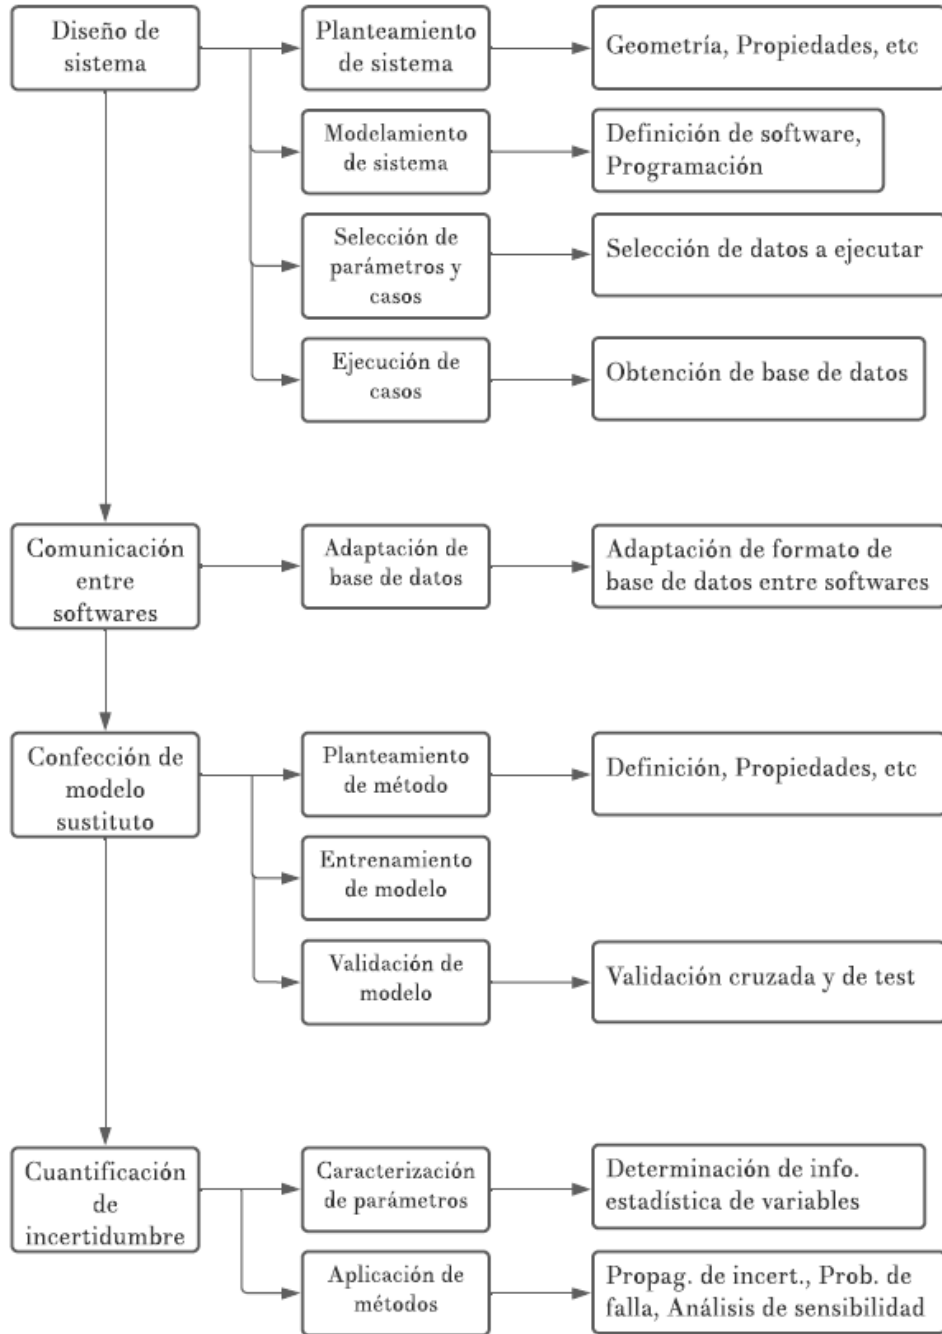 Diseño de
sistema
Planteamiento
de sistema
Geometría, Propiedades, etc
Modelamiento
de sistema
Definición de software,
Programación
Selección de
parámetros y
casos
Selección de datos a ejecutar
Ejecución de
casos
Obtención de base de datos
Comunicación
entre
softwares
Adaptación de
base de datos
Adaptación de formato de
base de datos entre softwares
Confección de
modelo
sustituto
Planteamiento
de método
Definición, Propiedades, etc
Entrenamiento
de modelo
Validación de
modelo
Validación cruzada y de test
Cuantificación
de
incertidumbre
Caracterización
de parámetros
Determinación de info.
estadística de variables
Aplicación de
métodos
Propag. de incert., Prob. de
falla, Análisis de sensibilidad